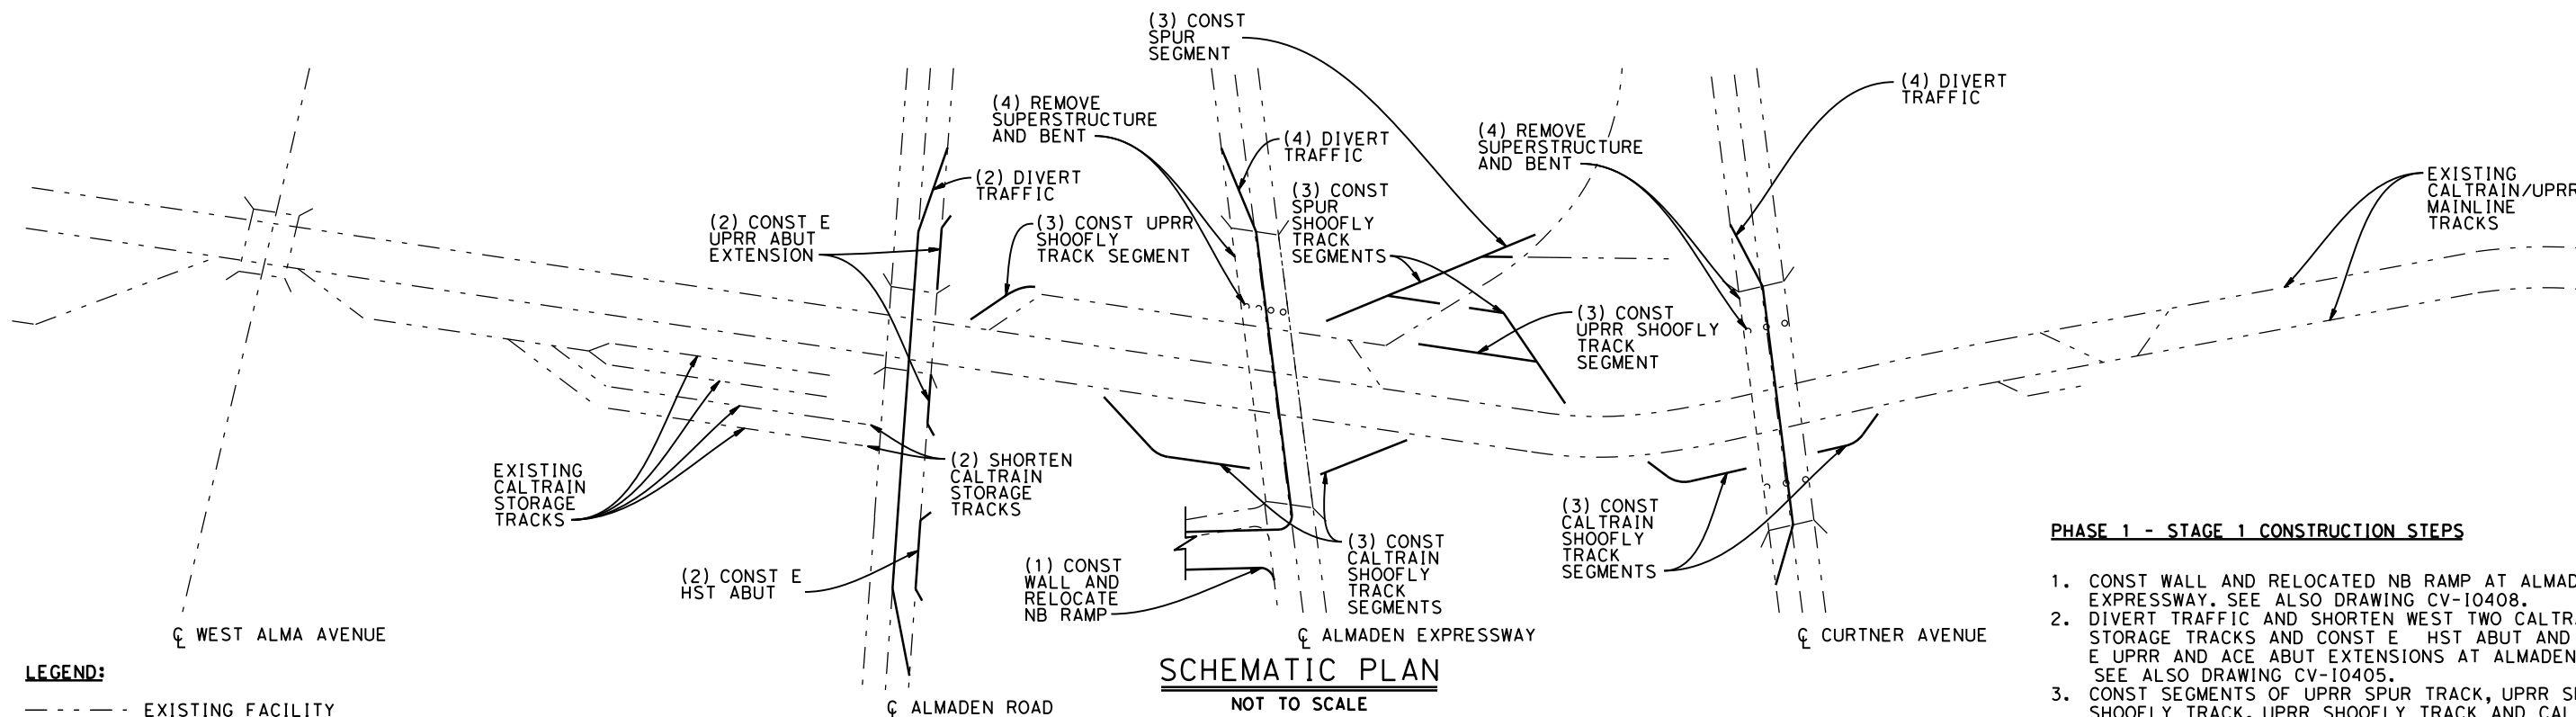 (3) CONST
SPUR
SEGMENT
(4) REMOVE
SUPERSTRUCTURE
AND BENT
(4) DIVERT
TRAFFIC
(4) REMOVE
SUPERSTRUCTURE
AND BENT
(4) DIVERT
TRAFFIC
(2) DIVERT
TRAFFIC
(3) CONST
SPUR
SHOOFLY
TRACK
SEGMENTS
EXISTING
CALTRAIN/UPRR
MAINLINE
TRACKS
(2) CONST E
UPRR ABUT
EXTENSION
(3) CONST UPRR
SHOOFLY
TRACK SEGMENT
(3) CONST
UPRR SHOOFLY
TRACK
SEGMENT
EXISTING
CALTRAIN
STORAGE
TRACKS
(2) SHORTEN
CALTRAIN
STORAGE
TRACKS
(2) CONST E
HST ABUT
(1) CONST
WALL AND
RELOCATE
NB RAMP
(3) CONST
CALTRAIN
SHOOFLY
TRACK
SEGMENTS
(3) CONST
CALTRAIN
SHOOFLY
TRACK
SEGMENTS
℄ WEST ALMA AVENUE
℄ ALMADEN EXPRESSWAY
℄ CURTNER AVENUE
℄ ALMADEN ROAD
SCHEMATIC PLAN
NOT TO SCALE
LEGEND:
EXISTING FACILITY
PHASE 1 - STAGE 1 CONSTRUCTION STEPS
1. CONST WALL AND RELOCATED NB RAMP AT
EXPRESSWAY. SEE ALSO DRAWING CV-I0408.
2. DIVERT TRAFFIC AND SHORTEN WEST TWO
STORAGE TRACKS AND CONST E HST ABUT AND
E UPRR AND ACE ABUT EXTENSIONS AT ALMADEN
SEE ALSO DRAWING CV-I0405.
3. CONST SEGMENTS OF UPRR SPUR TRACK, UPRR
SHOOFLY TRACK, UPRR SHOOFLY TRACK AND